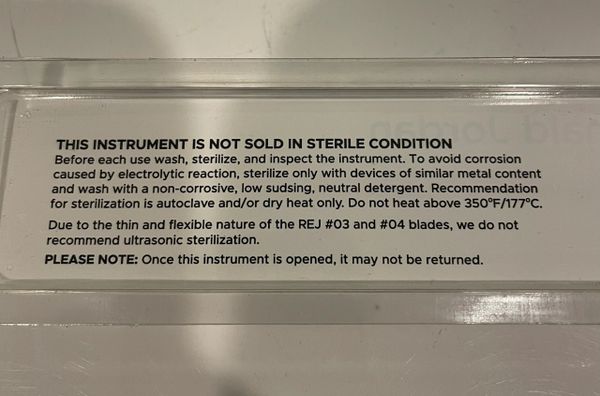 THIS INSTRUMENT IS NOT SOLD IN STERILE CONDITION
Before each use wash, sterilize, and inspect the instrument. To avoid corrosion
caused by electrolytic reaction, sterilize only with devices of similar metal content
and wash with a non-corrosive, low sudsing, neutral detergent. Recommendation
for sterilization is autoclave and/or dry heat only. Do not heat above 350°F/177°C.
Due to the thin and flexible nature of the REJ #03 and #04 blades, we do not
recommend ultrasonic sterilization.
PLEASE NOTE: Once this instrument is opened, it may not be returned.